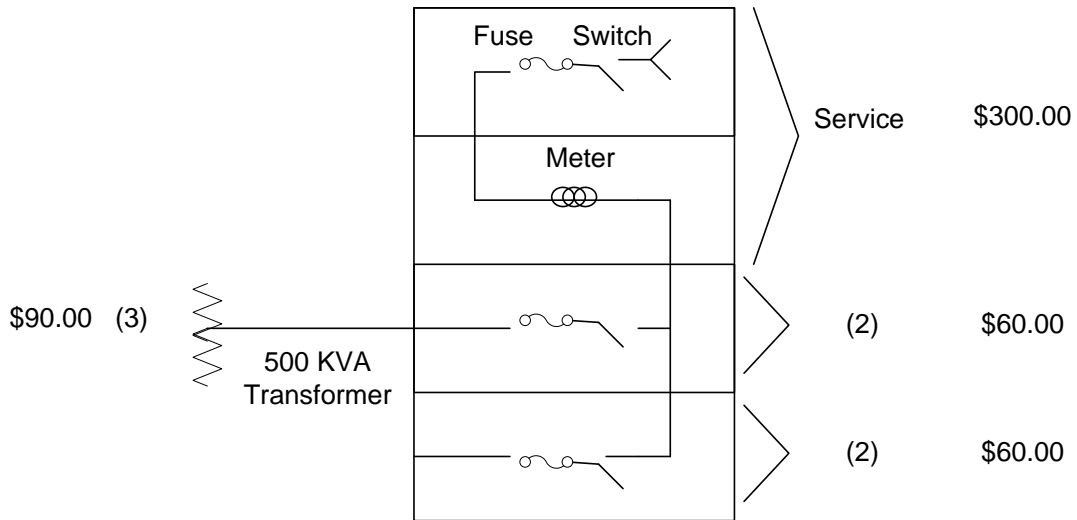 Fuse Switch
Service $300.00
Meter
$90.00 (3)
500 KVA
Transformer
(2) $60.00
(2) $60.00